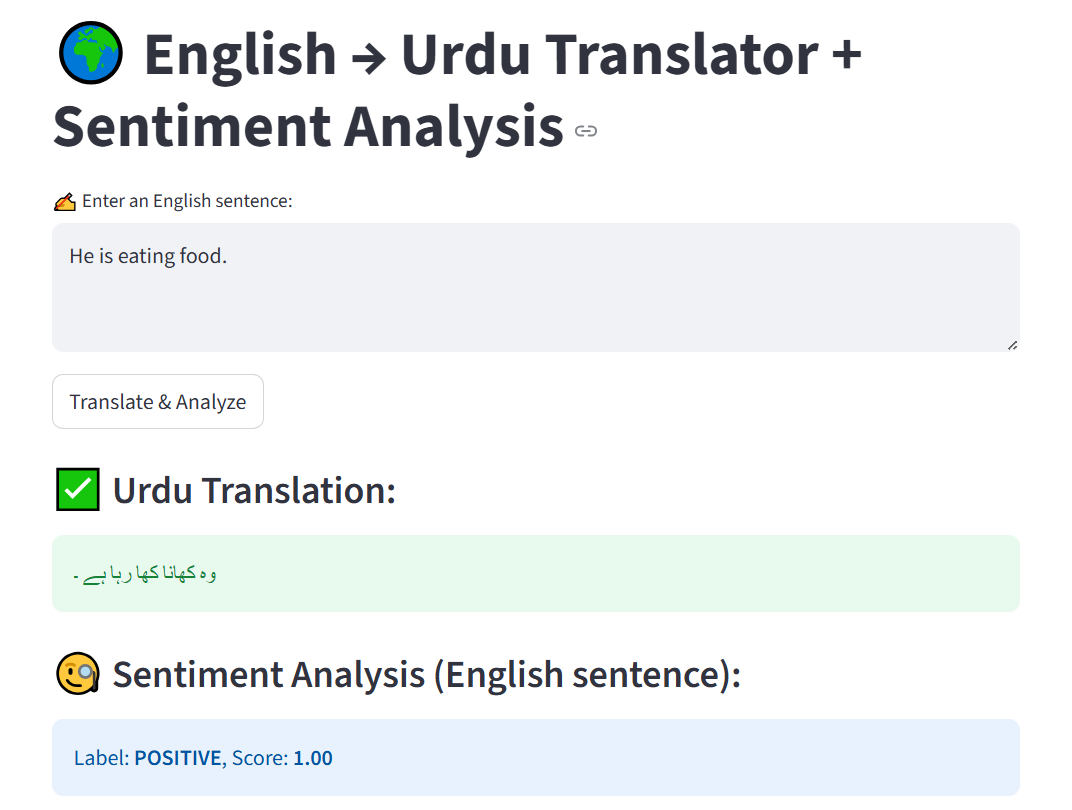 🌍 English → Urdu Translator +
Sentiment Analysis
✍️ Enter an English sentence:
He is eating food.
Translate & Analyze
✅ Urdu Translation:
وہ کھانا کھا رہا ہے ۔
🧐 Sentiment Analysis (English sentence):
Label: POSITIVE, Score: 1.00